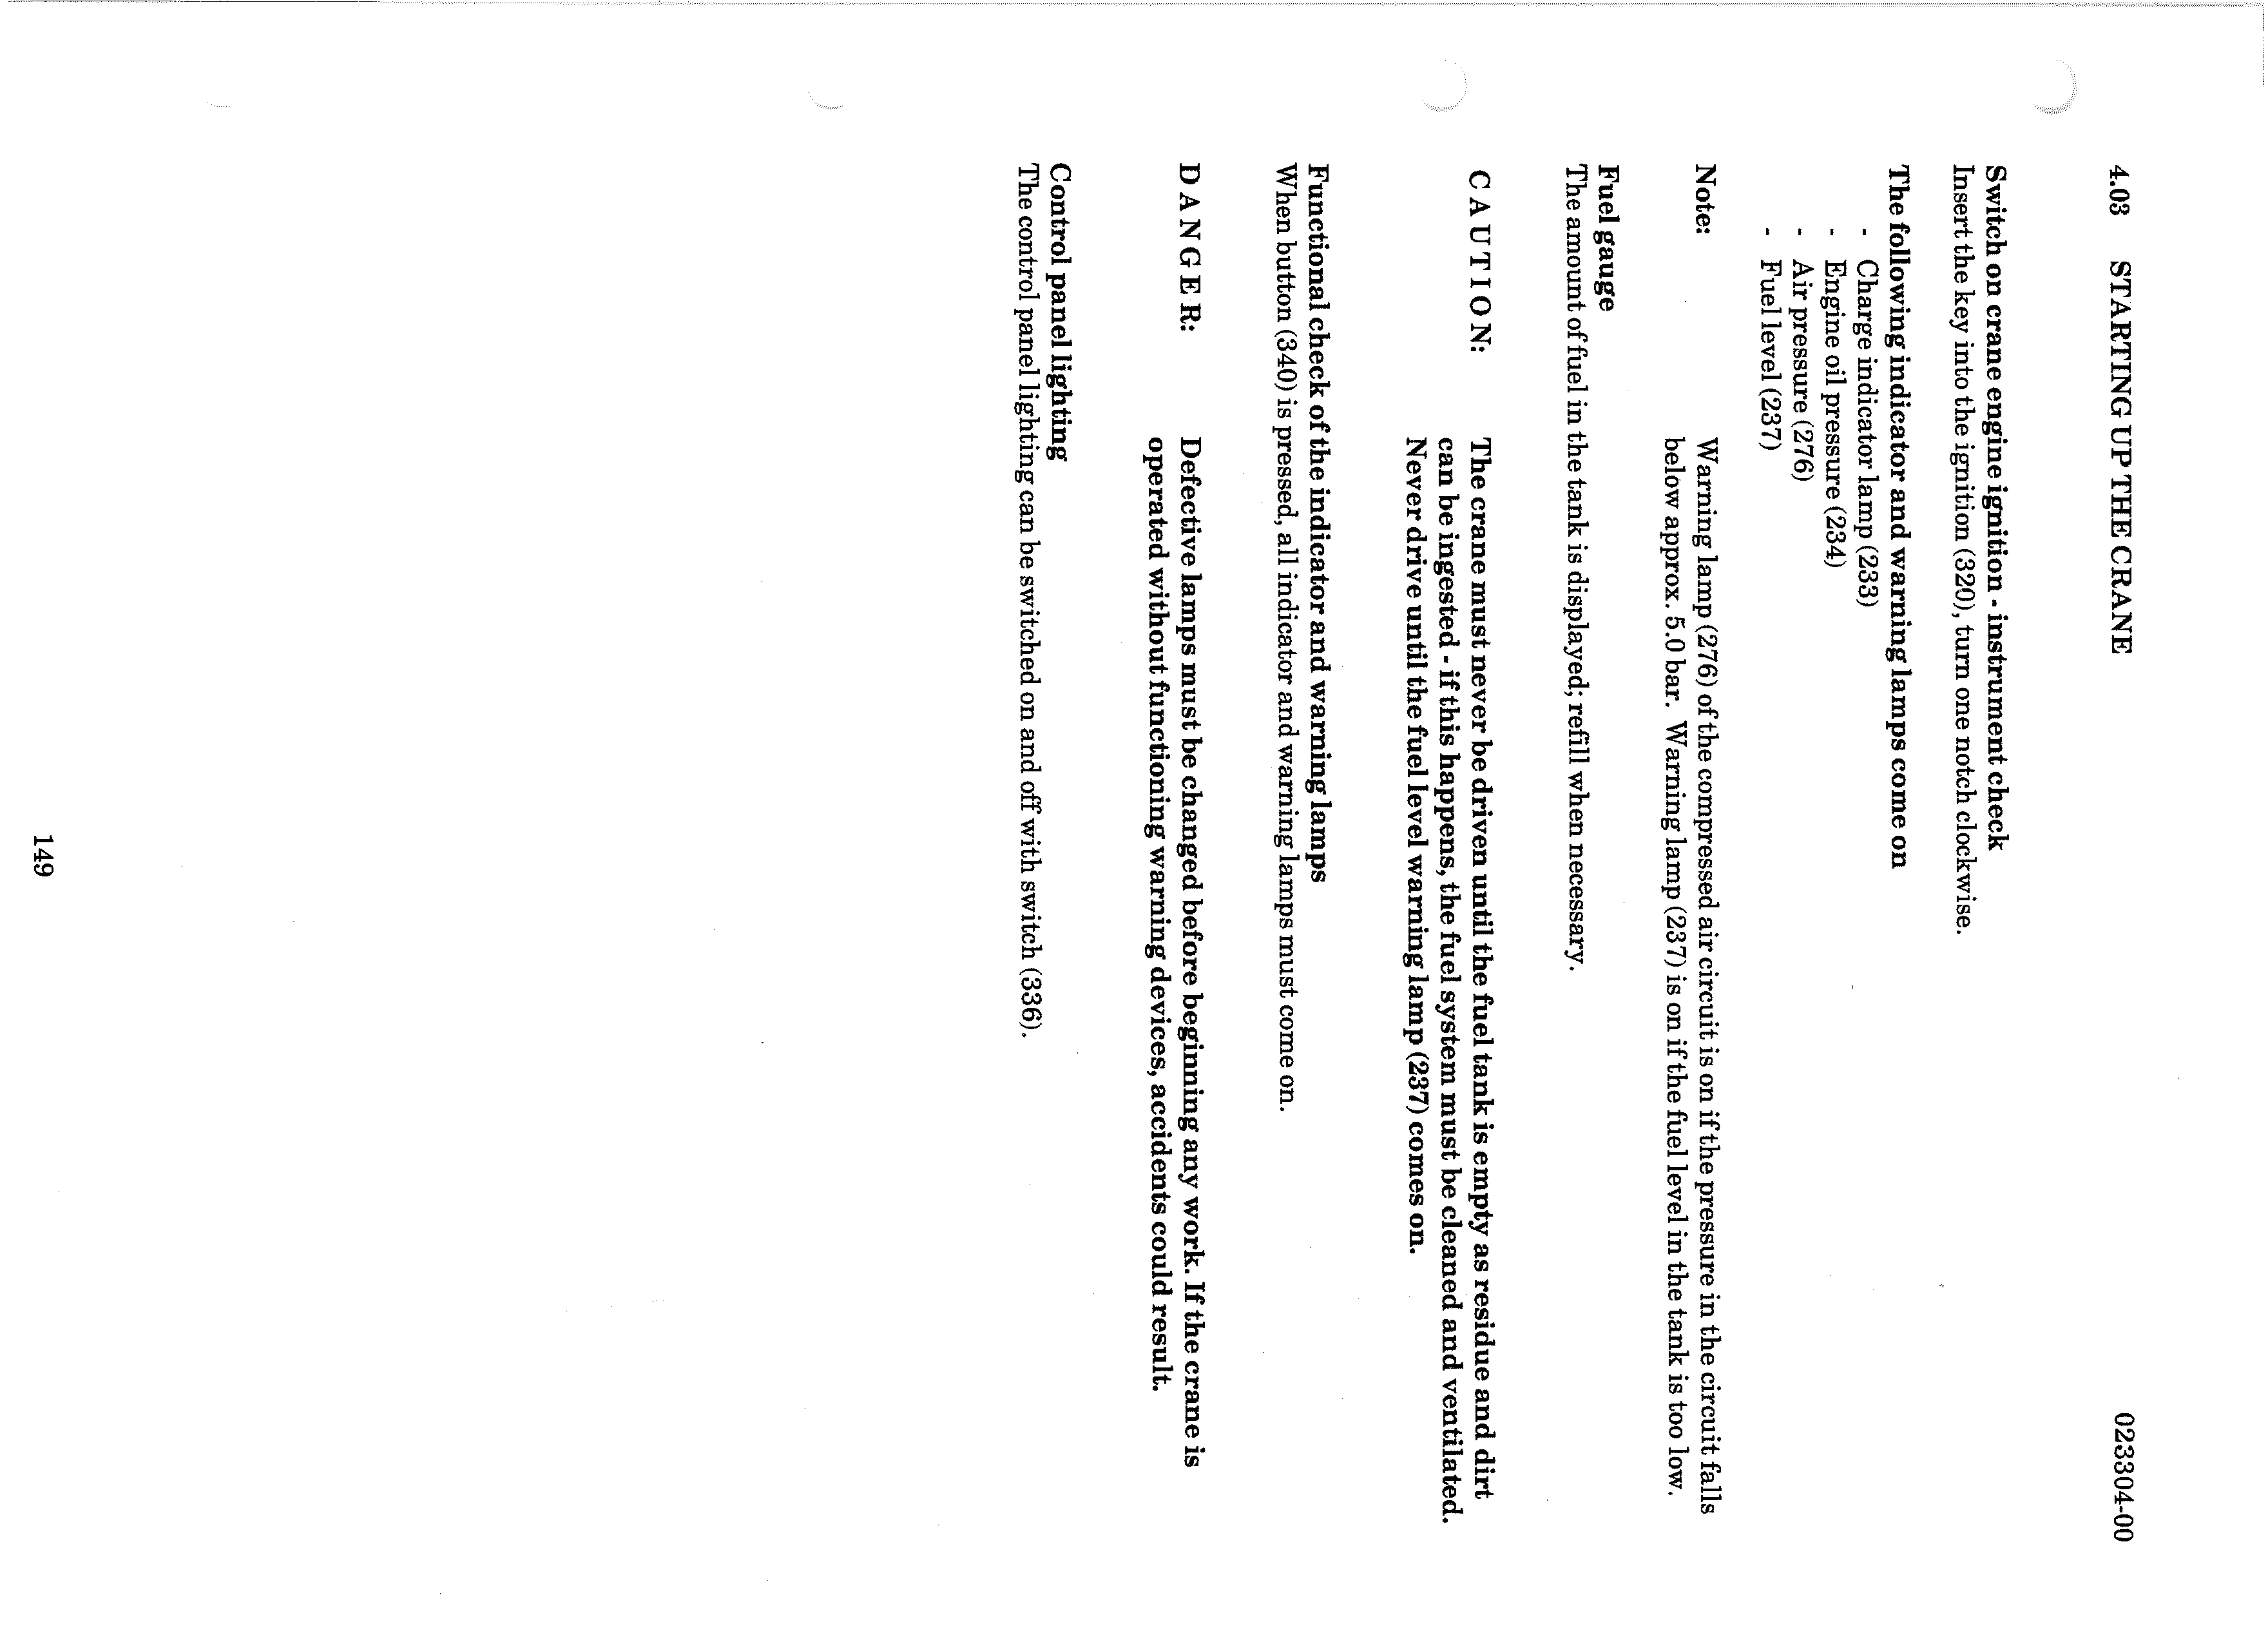 4.03 STARTING UP THE CRANE 023304-00
Switch on crane engine ignition - instrument check
Insert the key into the ignition (320), turn one notch clockwise.
The following indicator and warning lamps come on
- Charge indicator lamp (233)
- Engine oil pressure (234)
- Air pressure (276)
- Fuel level (237)
Note: Warning lamp (276) of the compressed air circuit is on if the pressure in the circuit falls
below approx. 5.0 bar. Warning lamp (237) is on if the fuel level in the tank is too low.
Fuel gauge
The amount of fuel in the tank is displayed; refill when necessary.
C A U T I O N: The crane must never be driven until the fuel tank is empty as residue and dirt
can be ingested - if this happens, the fuel system must be cleaned and ventilated.
Never drive until the fuel level warning lamp (237) comes on.
Functional check of the indicator and warning lamps
When button (340) is pressed, all indicator and warning lamps must come on.
D A N G E R: Defective lamps must be changed before beginning any work. If the crane is
operated without functioning warning devices, accidents could result.
Control panel lighting
The control panel lighting can be switched on and off with switch (336).
149